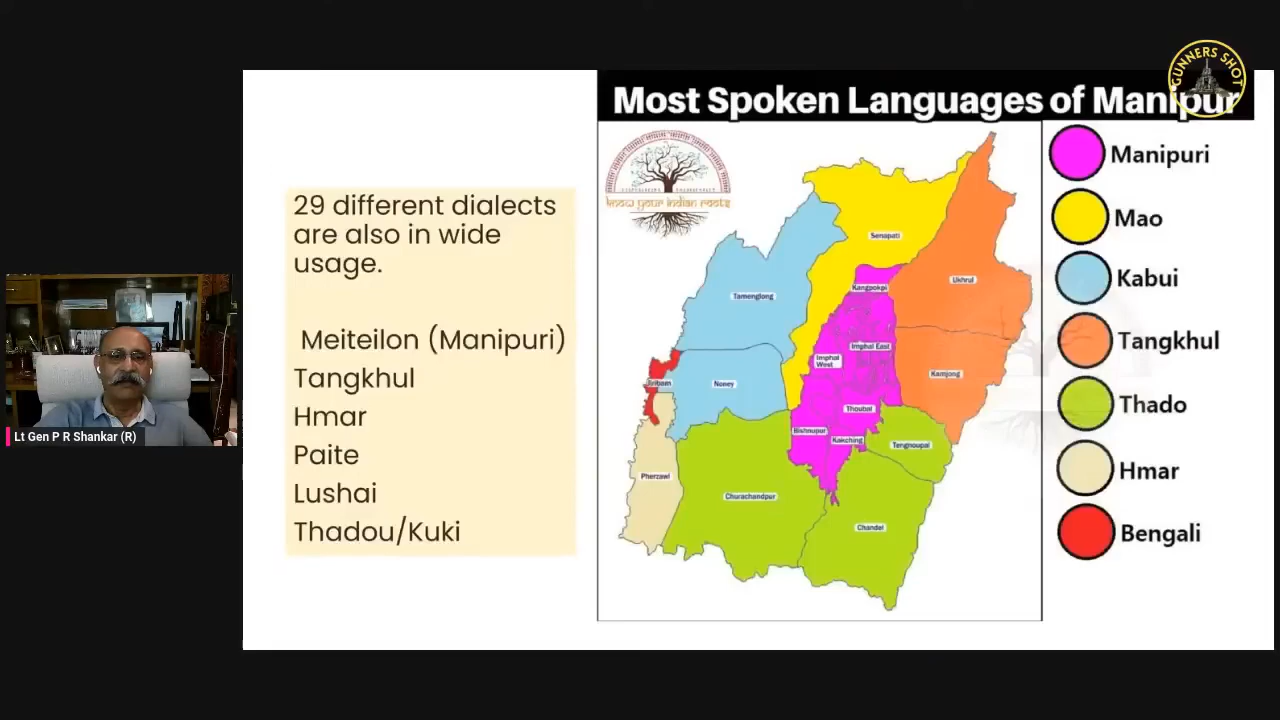 GUNNERS SHOT
Most Spoken Languages of Manipur
29 different dialects
are also in wide
usage.
Meiteilon (Manipuri)
Tangkhul
Hmar
Paite
Lushai
Thadou/Kuki
know your indian roots
Senapati
Ukhrul
Kangpokpi
Tamenglong
Imphal East
Imphal
West
Kamjong
Jiribam
Noney
Thoubal
Bishnupur
Kakching
Tengnoupal
Pherzawl
Churachandpur
Chandel
Manipuri
Mao
Kabui
Tangkhul
Thado
Hmar
Bengali
Lt Gen P R Shankar (R)